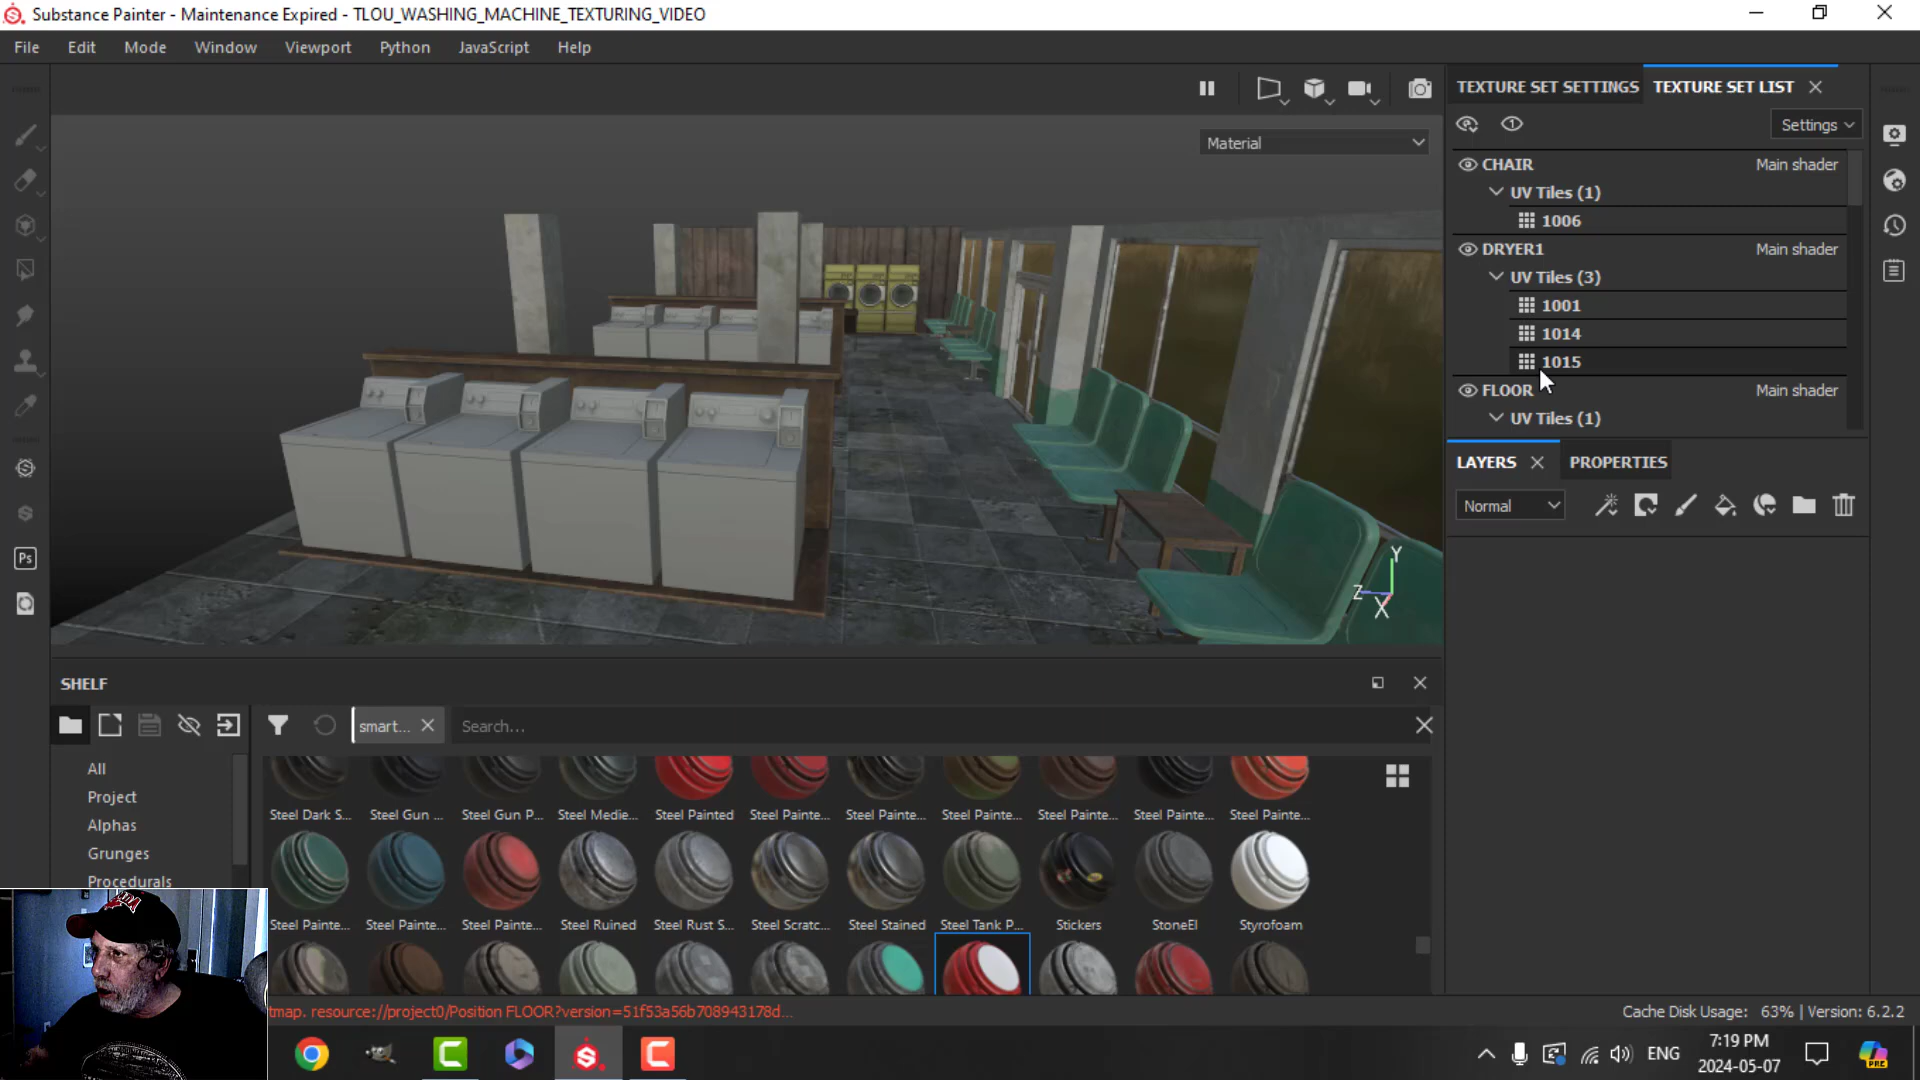 Substance Painter - Maintenance Expired - TLOU_WASHING_MACHINE_TEXTURING_VIDEO
File Edit Mode Window Viewport Python JavaScript Help
TEXTURE SET SETTINGS TEXTURE SET LIST
Settings
Material
CHAIR Main shader
UV Tiles (1)
1006
DRYER1 Main shader
UV Tiles (3)
1001
1014
1015
FLOOR Main shader
UV Tiles (1)
LAYERS PROPERTIES
Normal
Ps
Y
Z
X
SHELF
smart... Search...
All
Project
Alphas
Grunges
Procedurals
Steel Dark S... Steel Gun ... Steel Gun P... Steel Medie... Steel Painted Steel Painte... Steel Painte... Steel Painte... Steel Painte... Steel Painte... Steel Painte...
Steel Painte... Steel Painte... Steel Painte... Steel Ruined Steel Rust S... Steel Scratc... Steel Stained Steel Tank P... Stickers StoneEl Styrofoam
tmap. resource://project0/Position FLOOR?version=51f53a56b708943178d...
Cache Disk Usage: 63% | Version: 6.2.2
ENG
7:19 PM
2024-05-07
PRE